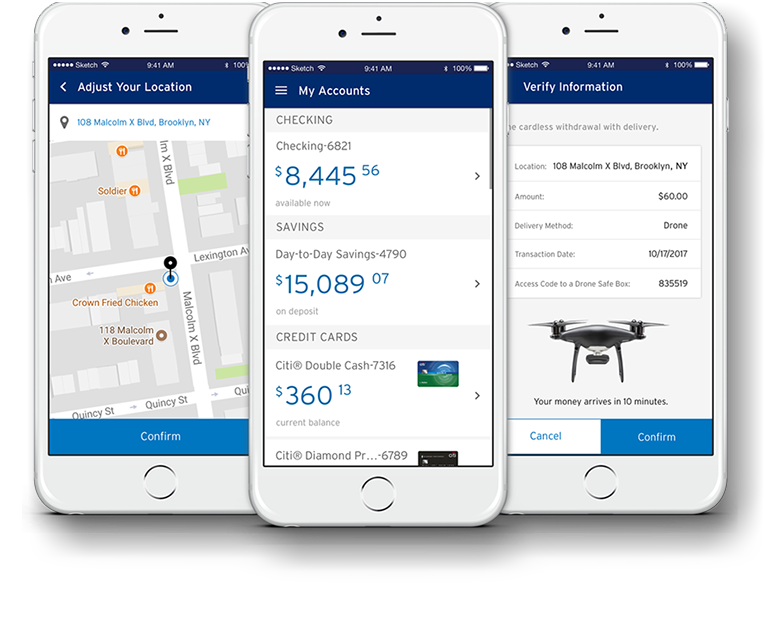 Sketch 9:41 AM 100%
Adjust Your Location
108 Malcolm X Blvd, Brooklyn, NY
lm X Blvd
Soldier
Lexington Av
Ave
Crown Fried Chicken
118 Malcolm
X Boulevard
Malcolm X Blvd
Quincy St
Quincy St
Qui
Confirm
Sketch 9:41 AM 100%
My Accounts
CHECKING
Checking-6821
$8,445 56
available now
SAVINGS
Day-to-Day Savings-4790
$15,089 07
on deposit
CREDIT CARDS
Citi® Double Cash-7316
$360 13
current balance
Citi® Diamond Pr...-6789
citi
Sketch 9:41 AM 100%
Verify Information
ne cardless withdrawal with delivery.
Location: 108 Malcolm X Blvd, Brooklyn, NY
Amount: $60.00
Delivery Method: Drone
Transaction Date: 10/17/2017
Access Code to a Drone Safe Box: 835519
Your money arrives in 10 minutes.
Cancel Confirm